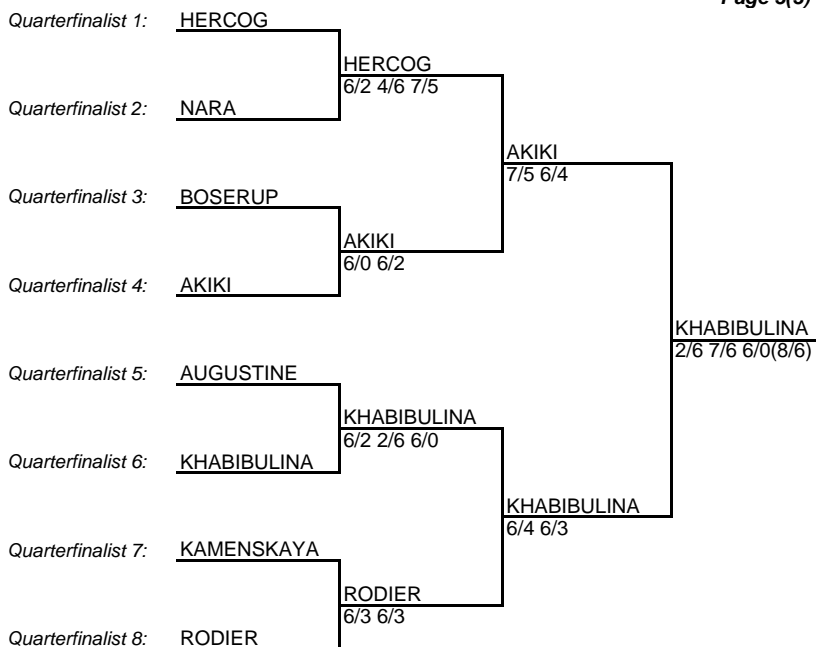 Quarterfinalist 1: HERCOG
HERCOG
6/2 4/6 7/5
Quarterfinalist 2: NARA
AKIKI
7/5 6/4
Quarterfinalist 3: BOSERUP
AKIKI
6/0 6/2
Quarterfinalist 4: AKIKI
KHABIBULINA
2/6 7/6 6/0(8/6)
Quarterfinalist 5: AUGUSTINE
KHABIBULINA
6/2 2/6 6/0
Quarterfinalist 6: KHABIBULINA
KHABIBULINA
6/4 6/3
Quarterfinalist 7: KAMENSKAYA
RODIER
6/3 6/3
Quarterfinalist 8: RODIER